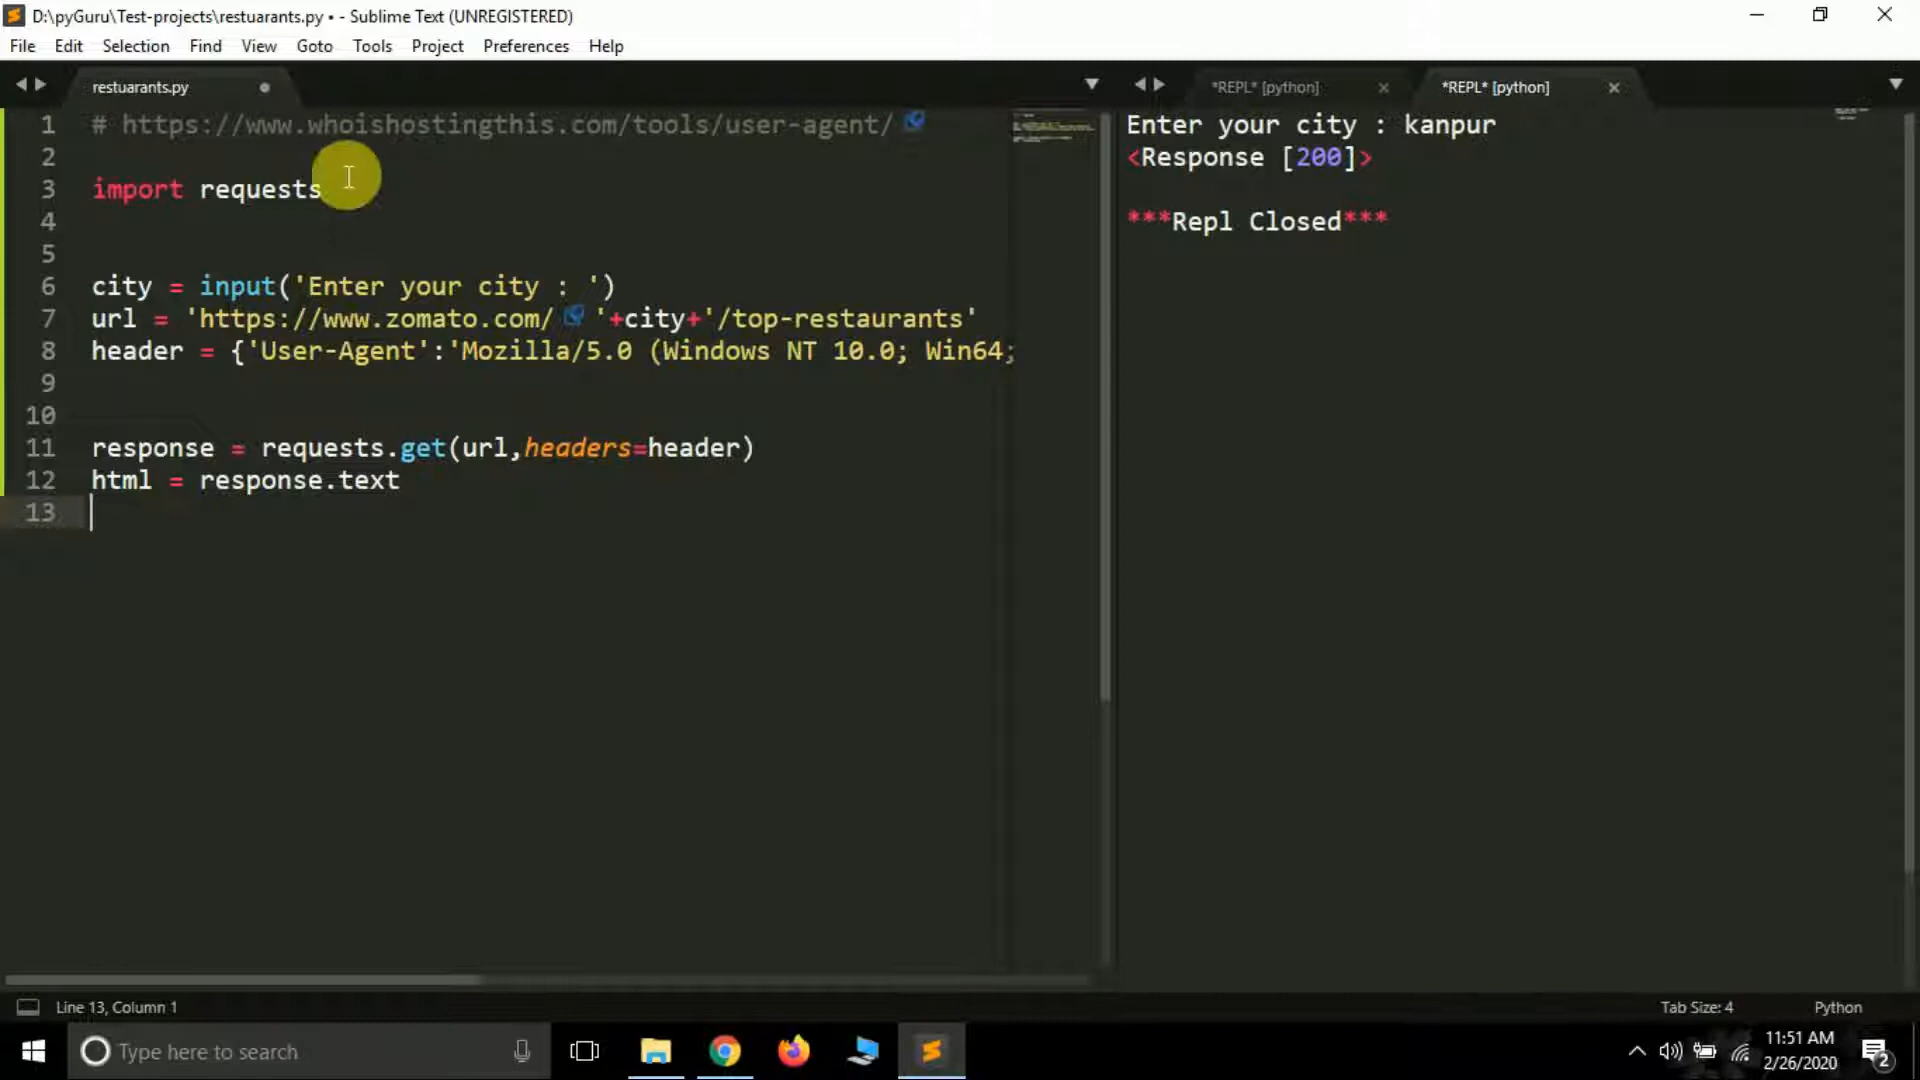 D:\pyGuru\Test-projects\restuarants.py • - Sublime Text (UNREGISTERED)
File Edit Selection Find View Goto Tools Project Preferences Help
restuarants.py
*REPL* [python]
*REPL* [python]
1 # https://www.whoishostingthis.com/tools/user-agent/
2
3 import requests
4
5
6 city = input('Enter your city : ')
7 url = 'https://www.zomato.com/ '+city+'/top-restaurants'
8 header = {'User-Agent':'Mozilla/5.0 (Windows NT 10.0; Win64;
9
10
11 response = requests.get(url,headers=header)
12 html = response.text
13
Enter your city : kanpur
<Response [200]>
***Repl Closed***
Line 13, Column 1
Tab Size: 4
Python
Type here to search
11:51 AM
2/26/2020
2